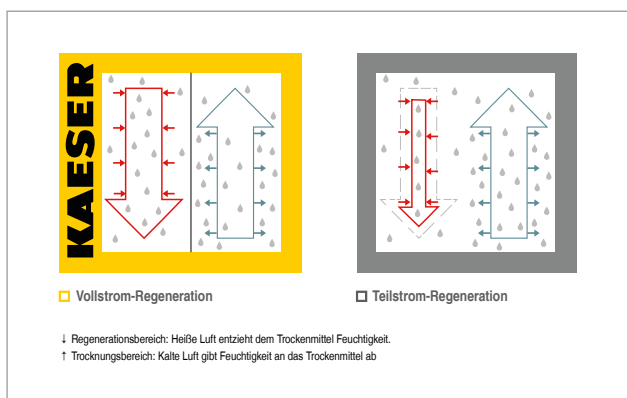 KAESER
Vollstrom-Regeneration
Teilstrom-Regeneration
↓ Regenerationsbereich: Heiße Luft entzieht dem Trockenmittel Feuchtigkeit.
↑ Trocknungsbereich: Kalte Luft gibt Feuchtigkeit an das Trockenmittel ab